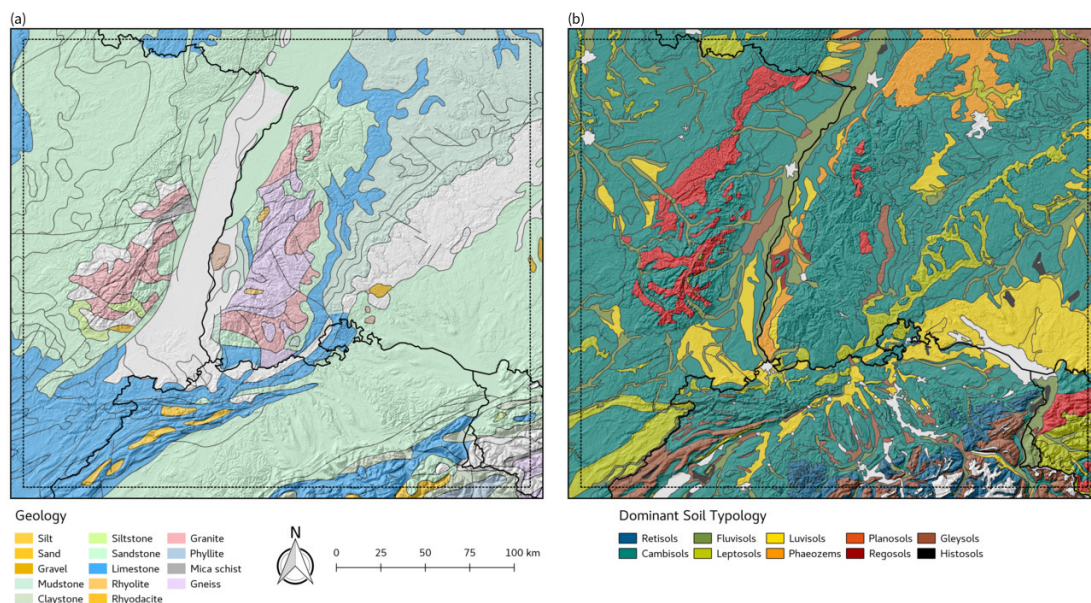 (a)
(b)
Geology
Silt
Sand
Gravel
Mudstone
Claystone
Siltstone
Sandstone
Limestone
Rhyolite
Rhyodacite
Granite
Phyllite
Mica schist
Gneiss
N
0 25 50 75 100 km
Dominant Soil Typology
Retisols
Cambisols
Fluvisols
Leptosols
Luvisols
Phaeozems
Planosols
Regosols
Gleysols
Histosols